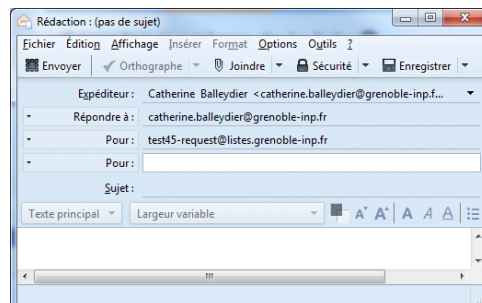 Rédaction : (pas de sujet)
Fichier Édition Affichage Insérer Format Options Outils ?
Envoyer Orthographe Joindre Sécurité Enregistrer
Expéditeur : Catherine Balleydier <catherine.balleydier@grenoble-inp.f...
Répondre à : catherine.balleydier@grenoble-inp.fr
Pour : test45-request@listes.grenoble-inp.fr
Pour :
Sujet :
Texte principal Largeur variable A A A A A